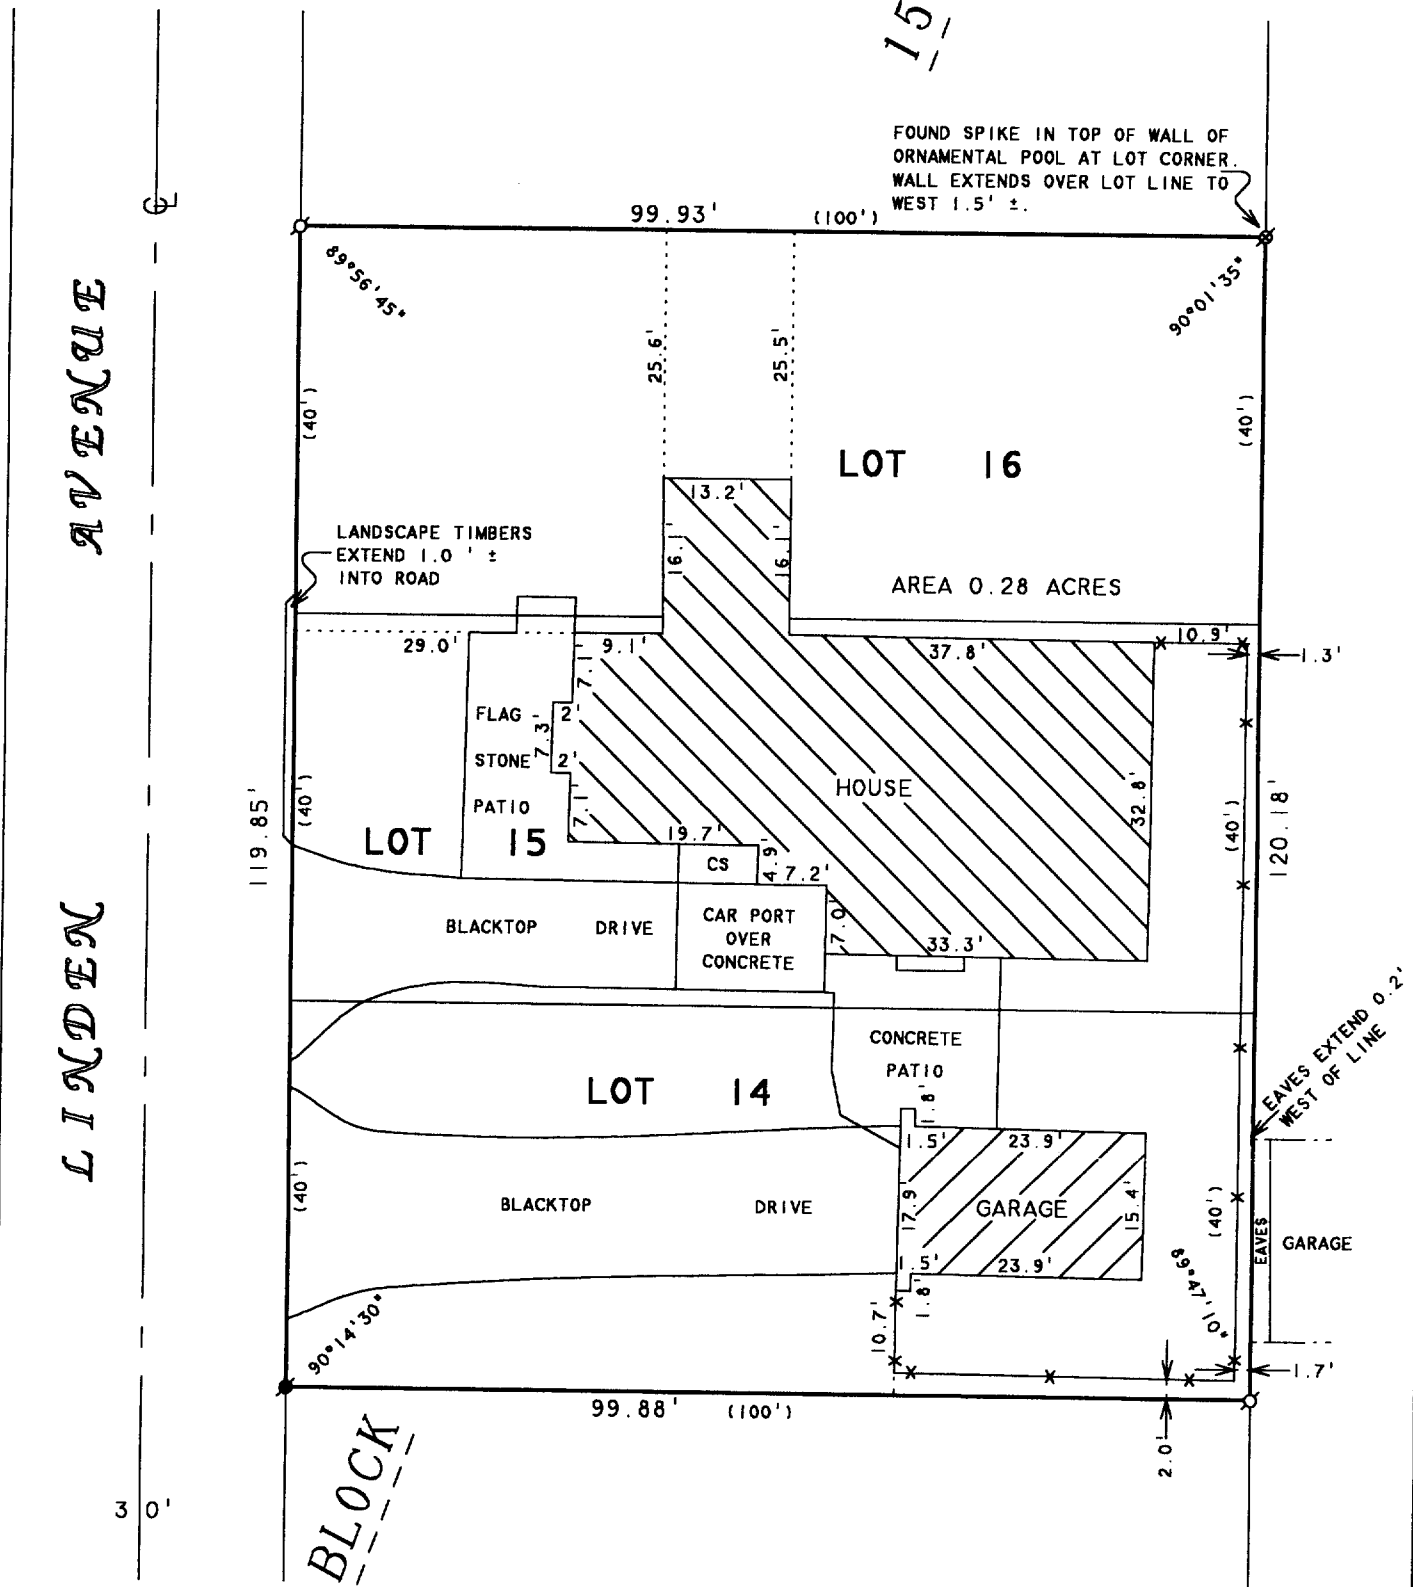 15
FOUND SPIKE IN TOP OF WALL OF
ORNAMENTAL POOL AT LOT CORNER.
WALL EXTENDS OVER LOT LINE TO
WEST 1.5' ±.
99.93' (100')
℄
89°56'45"
90°01'35"
LINDEN AVENUE
25.6'
25.5'
(40')
(40')
LOT 16
13.2'
16.1'
16.1'
LANDSCAPE TIMBERS
EXTEND 1.0 ' ±
INTO ROAD
AREA 0.28 ACRES
29.0'
9.1'
37.8'
10.9'
1.3'
7.1'
FLAG -
STONE
PATIO
2'
7.3'
2'
7.1'
HOUSE
32.8'
119.85'
(40')
(40')
120.18'
LOT 15
19.7'
CS
4.9'
7.2'
BLACKTOP DRIVE
CAR PORT
OVER
CONCRETE
7.0'
33.3'
CONCRETE
PATIO
EAVES EXTEND 0.2'
WEST OF LINE
LOT 14
1.8'
1.5'
23.9'
(40')
BLACKTOP DRIVE
17.9'
GARAGE
15.4'
(40')
EAVES
GARAGE
1.5'
23.9'
1.8'
89°47'10"
10.7'
90°14'30"
1.7'
99.88' (100')
2.0'
BLOCK
30'